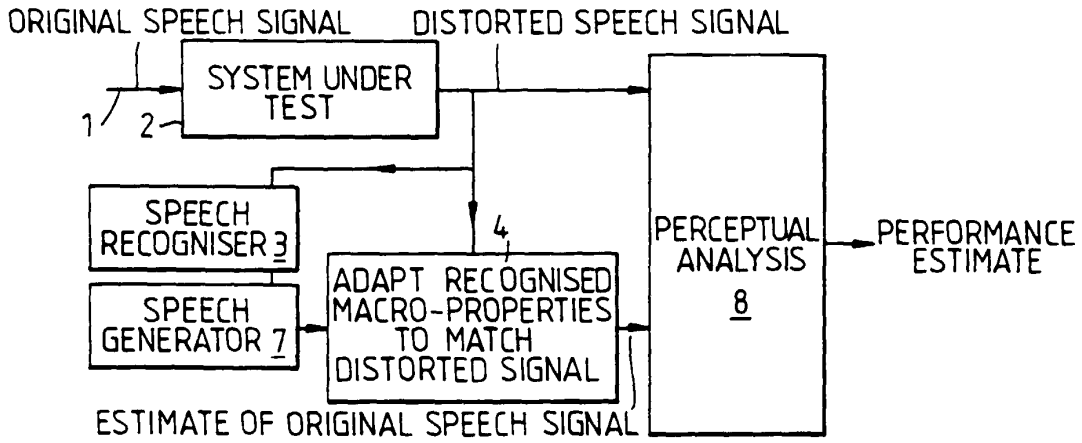 ORIGINAL SPEECH SIGNAL
DISTORTED SPEECH SIGNAL
1
2
SYSTEM UNDER
TEST
SPEECH
RECOGNISER 3
SPEECH
GENERATOR 7
4
ADAPT RECOGNISED
MACRO-PROPERTIES
TO MATCH
DISTORTED SIGNAL
ESTIMATE OF ORIGINAL SPEECH SIGNAL
PERCEPTUAL
ANALYSIS
8
PERFORMANCE
ESTIMATE